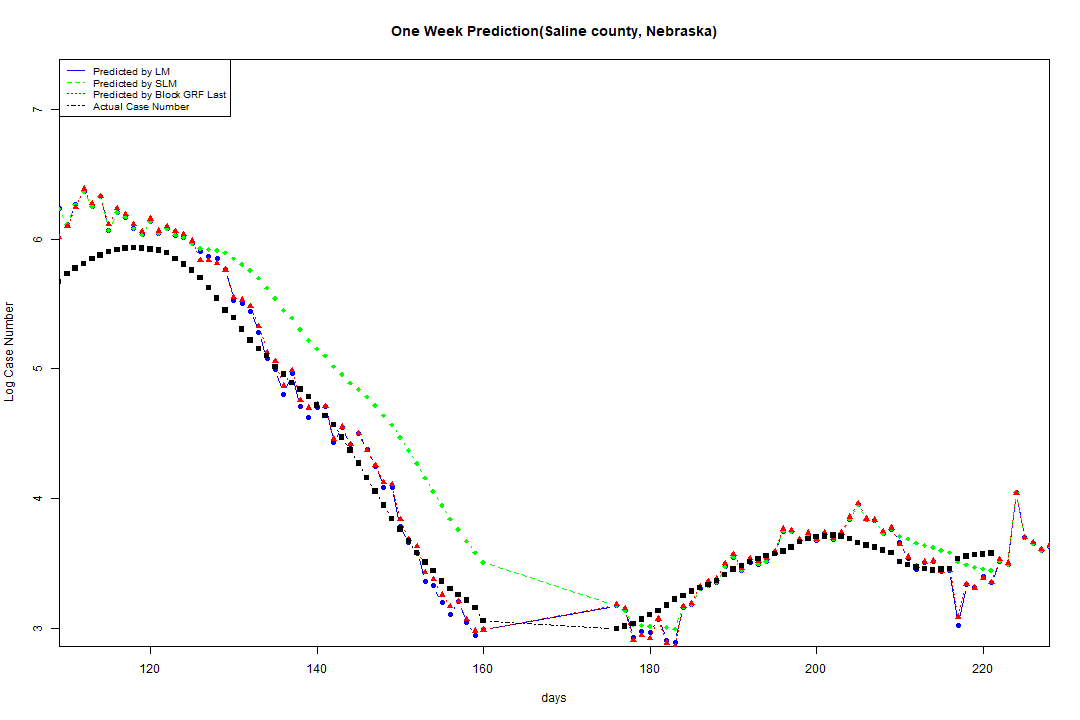 One Week Prediction(Saline county, Nebraska)
Predicted by LM
Predicted by SLM
Predicted by Block GRF Last
Actual Case Number
7
6
5
4
3
Log Case Number
120 140 160 180 200 220
days